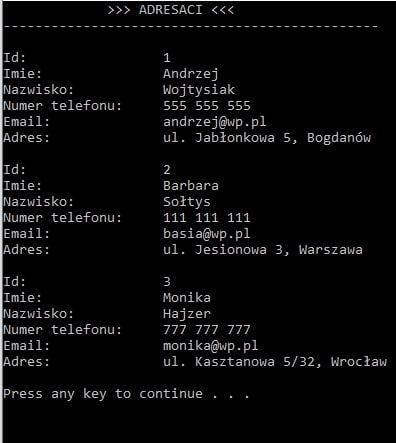 >>> ADRESACI <<<
-----------------------------------------------
Id: 1
Imie: Andrzej
Nazwisko: Wojtysiak
Numer telefonu: 555 555 555
Email: andrzej@wp.pl
Adres: ul. Jabłonkowa 5, Bogdanów
Id: 2
Imie: Barbara
Nazwisko: Sołtys
Numer telefonu: 111 111 111
Email: basia@wp.pl
Adres: ul. Jesionowa 3, Warszawa
Id: 3
Imie: Monika
Nazwisko: Hajzer
Numer telefonu: 777 777 777
Email: monika@wp.pl
Adres: ul. Kasztanowa 5/32, Wrocław
Press any key to continue . . .